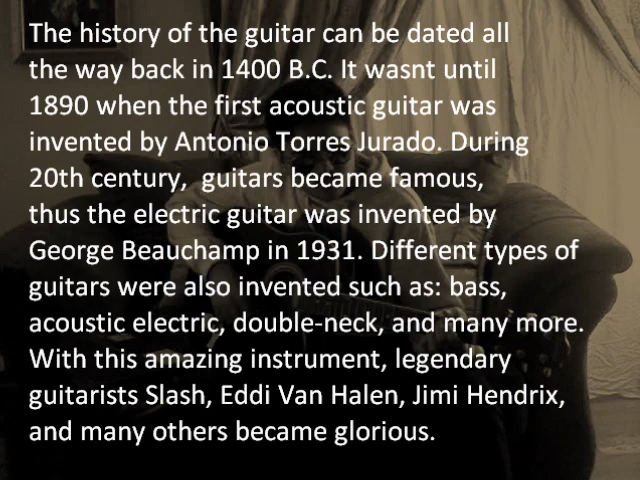 The history of the guitar can be dated all
the way back in 1400 B.C. It wasnt until
1890 when the first acoustic guitar was
invented by Antonio Torres Jurado. During
20th century,  guitars became famous,
thus the electric guitar was invented by
George Beauchamp in 1931. Different types of
guitars were also invented such as: bass,
acoustic electric, double-neck, and many more.
With this amazing instrument, legendary
guitarists Slash, Eddi Van Halen, Jimi Hendrix,
and many others became glorious.